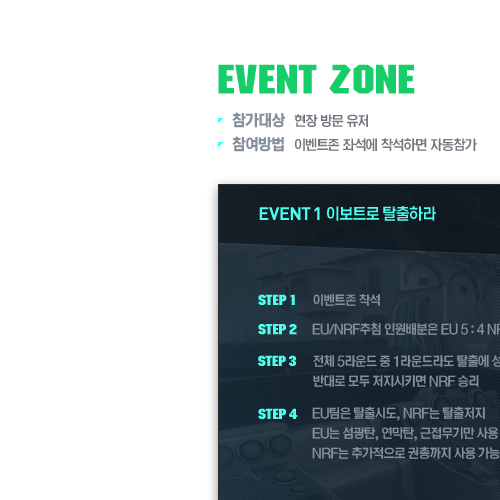 EVENT ZONE
참가대상 현장 방문 유저
참여방법 이벤트존 좌석에 착석하면 자동참가
EVENT 1 이보트로 탈출하라
STEP 1 이벤트존 착석
STEP 2 EU/NRF추첨 인원배분은 EU 5 : 4
STEP 3 전체 5라운드 중 1라운드라도 탈출에
반대로 모두 저지시키면 NRF 승리
STEP 4 EU팀은 탈출시도, NRF는 탈출저지
EU는 섬광탄, 연막탄, 근접무기만 사용
NRF는 추가적으로 권총까지 사용 가능